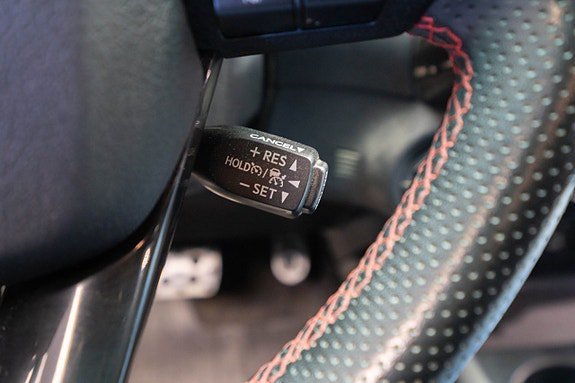 CANCEL▼
+ RES ▲
HOLD /
− SET ▼